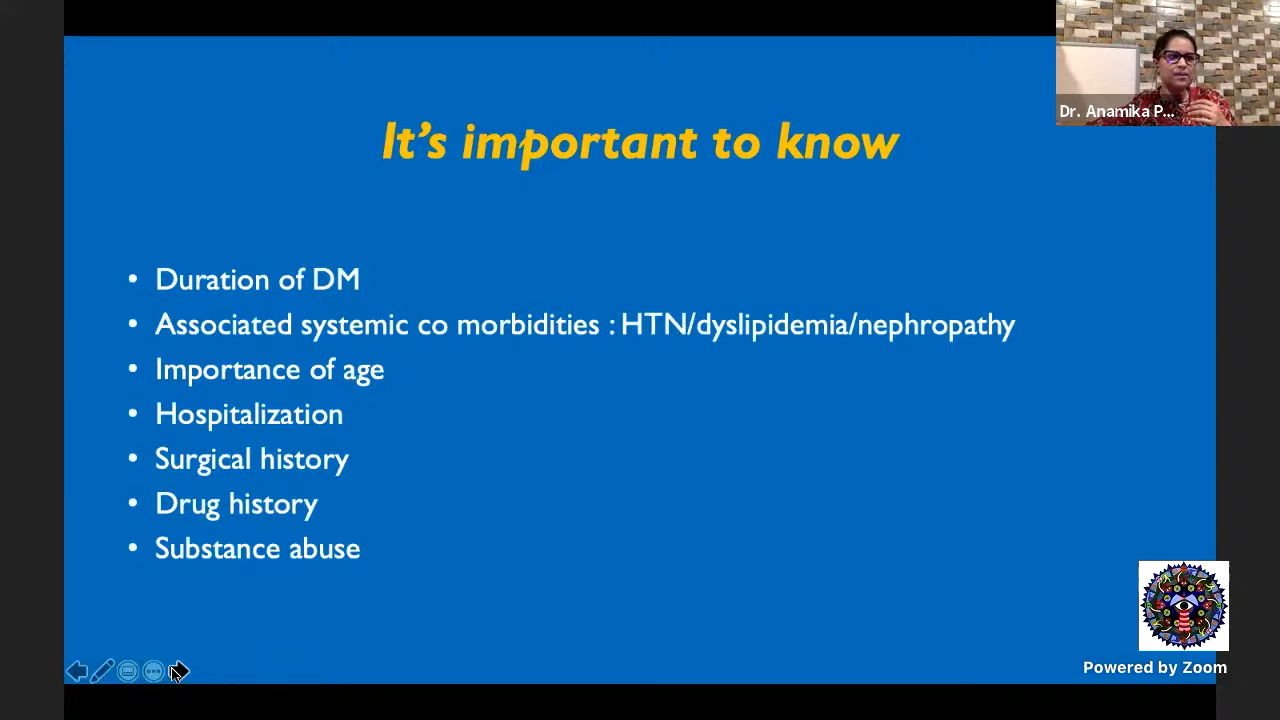 Dr. Anamika P...
It's important to know
• Duration of DM
• Associated systemic co morbidities : HTN/dyslipidemia/nephropathy
• Importance of age
• Hospitalization
• Surgical history
• Drug history
• Substance abuse
Powered by Zoom